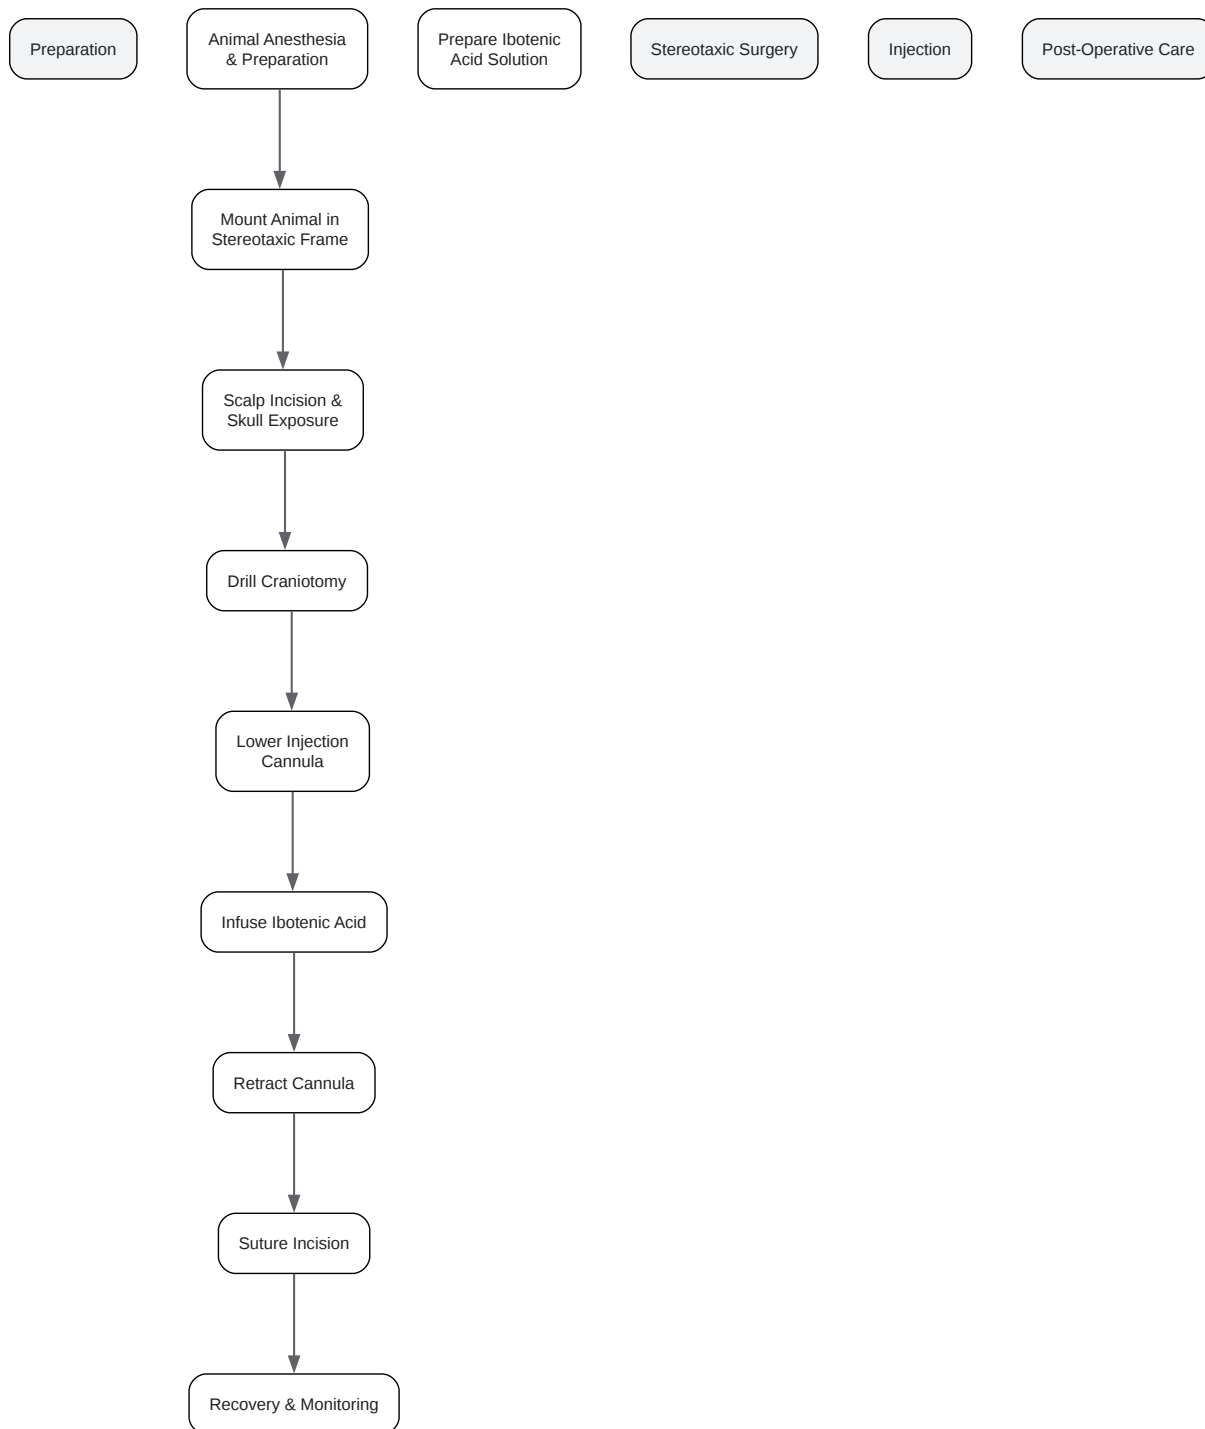 Preparation
Animal Anesthesia
& Preparation
Prepare Ibotenic
Acid Solution
Stereotaxic Surgery
Injection
Post-Operative Care
Mount Animal in
Stereotaxic Frame
Scalp Incision &
Skull Exposure
Drill Craniotomy
Lower Injection
Cannula
Infuse Ibotenic Acid
Retract Cannula
Suture Incision
Recovery & Monitoring